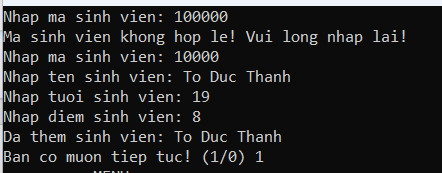 Nhap ma sinh vien: 100000
Ma sinh vien khong hop le! Vui long nhap lai!
Nhap ma sinh vien: 10000
Nhap ten sinh vien: To Duc Thanh
Nhap tuoi sinh vien: 19
Nhap diem sinh vien: 8
Da them sinh vien: To Duc Thanh
Ban co muon tiep tuc! (1/0) 1
MENU